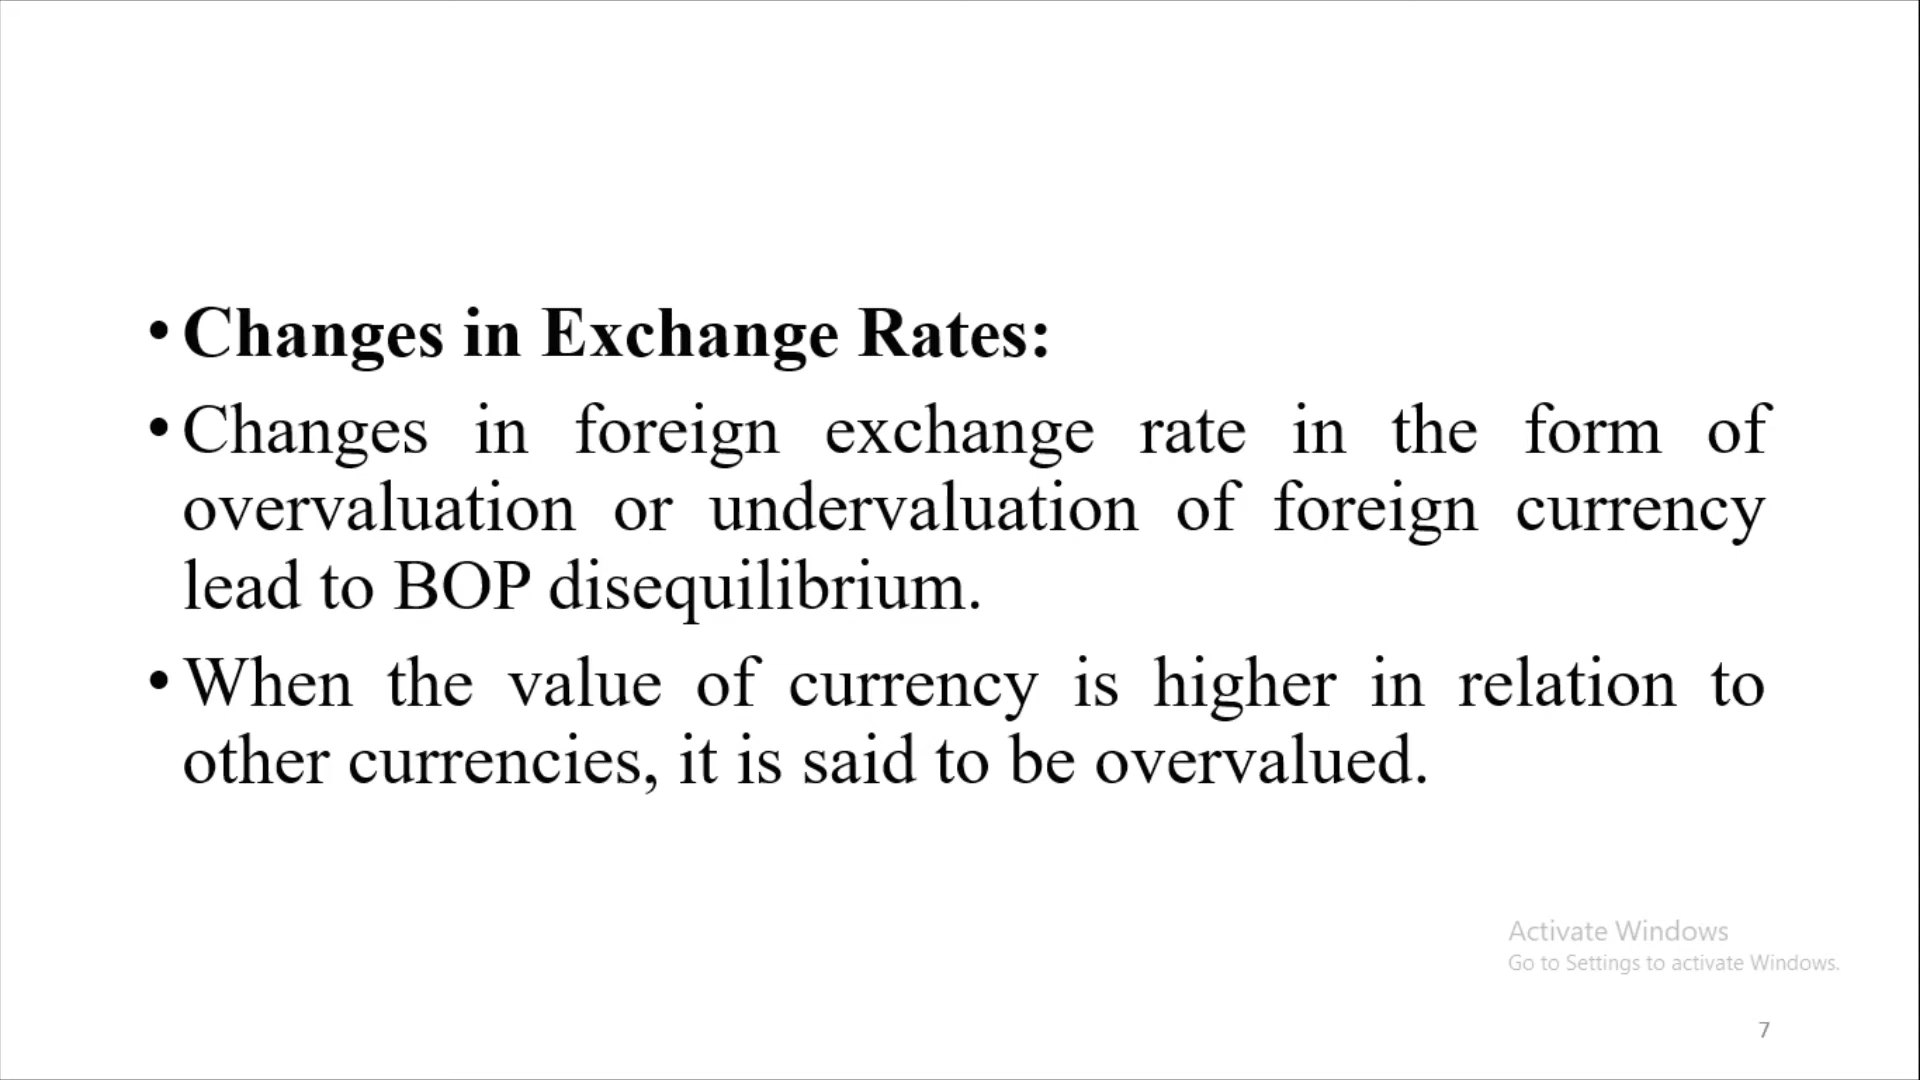 • Changes in Exchange Rates:
• Changes in foreign exchange rate in the form of
overvaluation or undervaluation of foreign currency
lead to BOP disequilibrium.
• When the value of currency is higher in relation to
other currencies, it is said to be overvalued.
Activate Windows
Go to Settings to activate Windows.
7